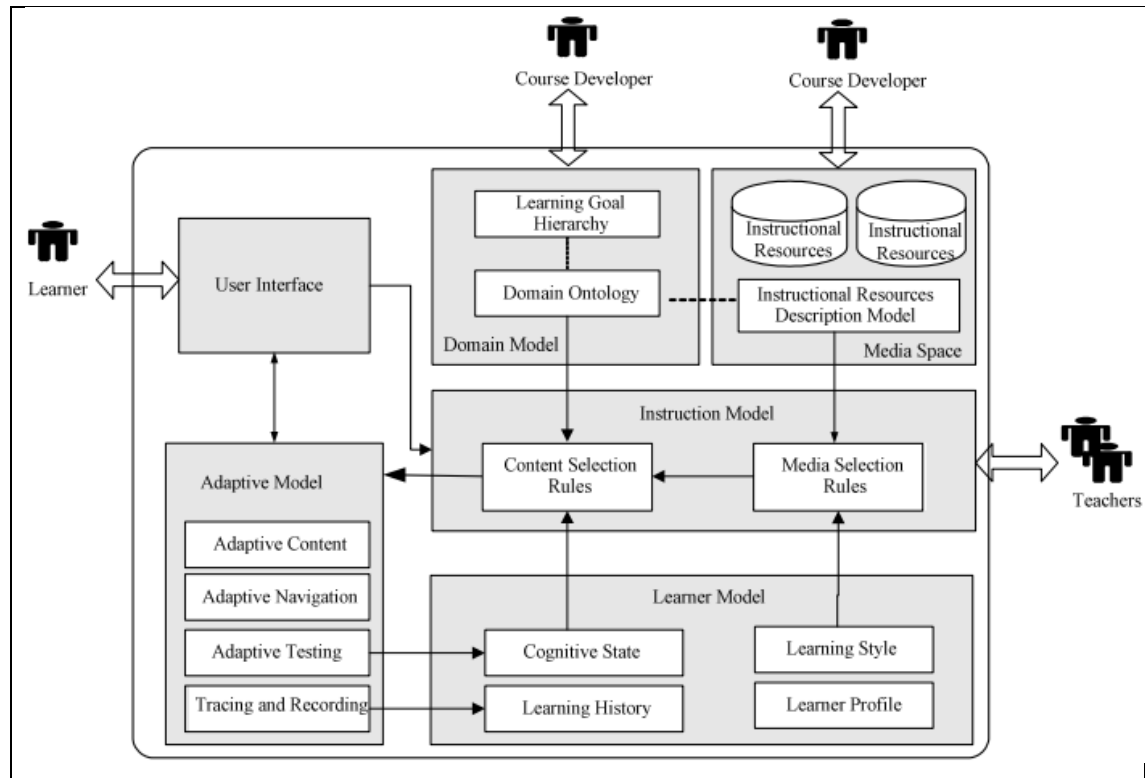 Course Developer
Course Developer
Learner
User Interface
Learning Goal
Hierarchy
Domain Ontology
Domain Model
Instructional
Resources
Instructional
Resources
Instructional Resources
Description Model
Media Space
Instruction Model
Content Selection
Rules
Media Selection
Rules
Teachers
Adaptive Model
Adaptive Content
Adaptive Navigation
Adaptive Testing
Tracing and Recording
Learner Model
Cognitive State
Learning History
Learning Style
Learner Profile